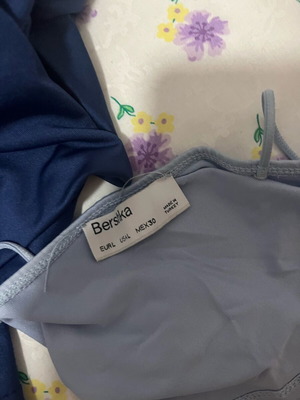 Bershka
EUR L USA L MEX 30
MADE IN
TURKEY